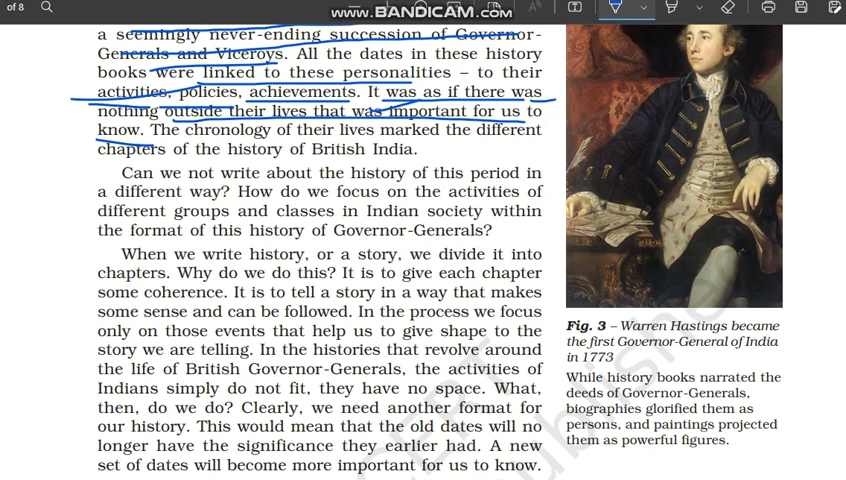 of 8
WWW.BANDICAM.COM
a seemingly never-ending succession of Governor-
Generals and Viceroys. All the dates in these history
books were linked to these personalities – to their
activities, policies, achievements. It was as if there was
nothing outside their lives that was important for us to
know. The chronology of their lives marked the different
chapters of the history of British India.
Can we not write about the history of this period in
a different way? How do we focus on the activities of
different groups and classes in Indian society within
the format of this history of Governor-Generals?
When we write history, or a story, we divide it into
chapters. Why do we do this? It is to give each chapter
some coherence. It is to tell a story in a way that makes
some sense and can be followed. In the process we focus
only on those events that help us to give shape to the
story we are telling. In the histories that revolve around
the life of British Governor-Generals, the activities of
Indians simply do not fit, they have no space. What,
then, do we do? Clearly, we need another format for
our history. This would mean that the old dates will no
longer have the significance they earlier had. A new
set of dates will become more important for us to know.
Fig. 3 – Warren Hastings became
the first Governor-General of India
in 1773
While history books narrated the
deeds of Governor-Generals,
biographies glorified them as
persons, and paintings projected
them as powerful figures.